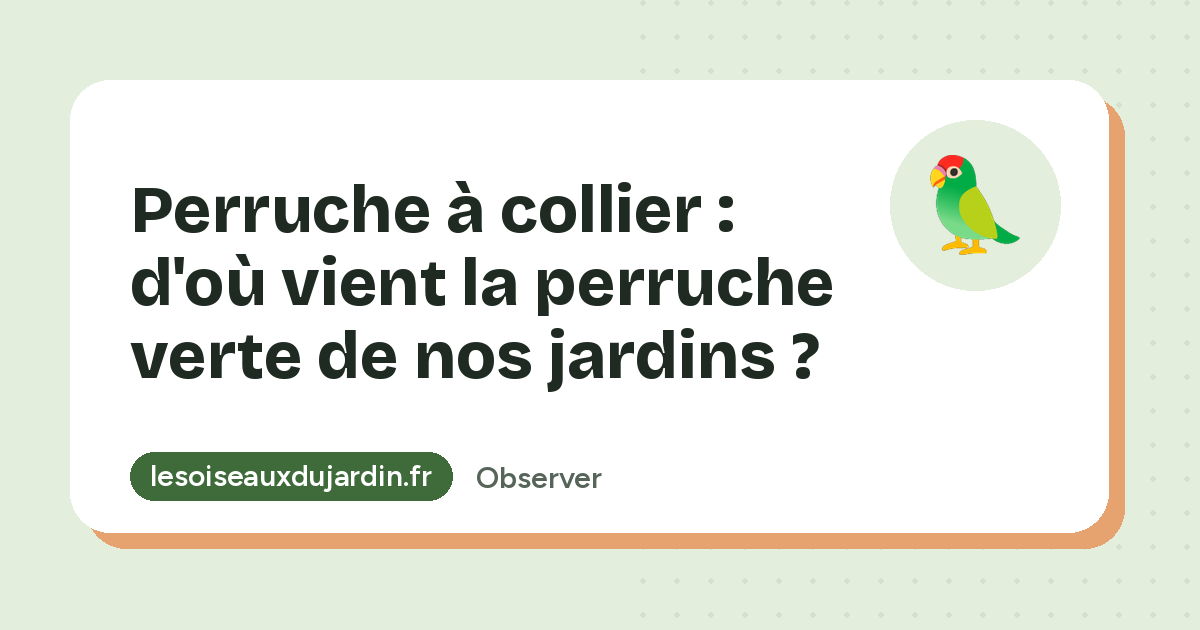 Perruche à collier :
d'où vient la perruche
verte de nos jardins ?
lesoiseauxdujardin.fr
Observer